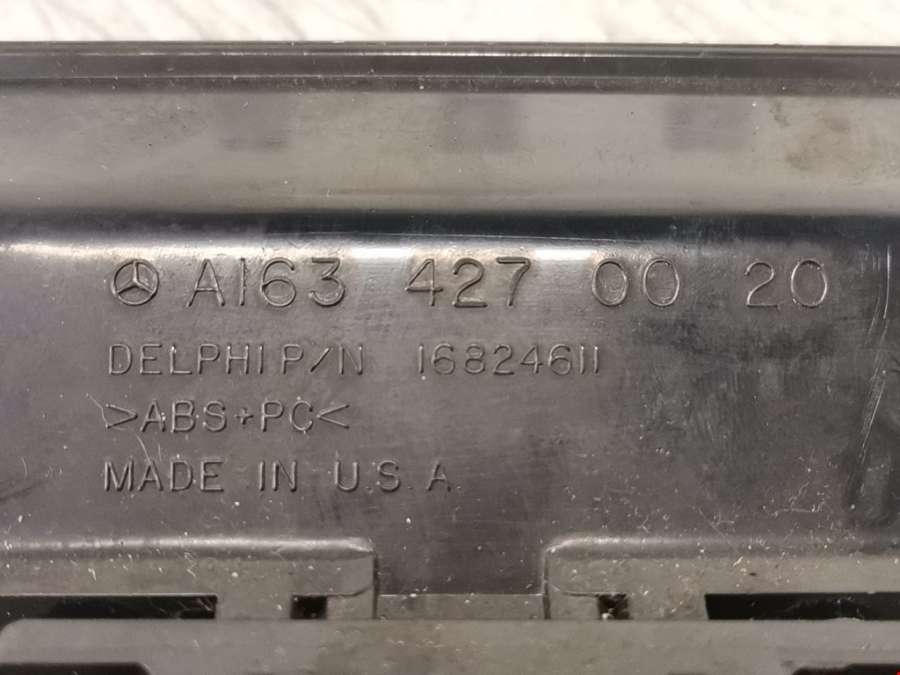 A163 427 00 20
DELPHI P/N 16824611
>ABS+PC<
MADE IN U.S.A